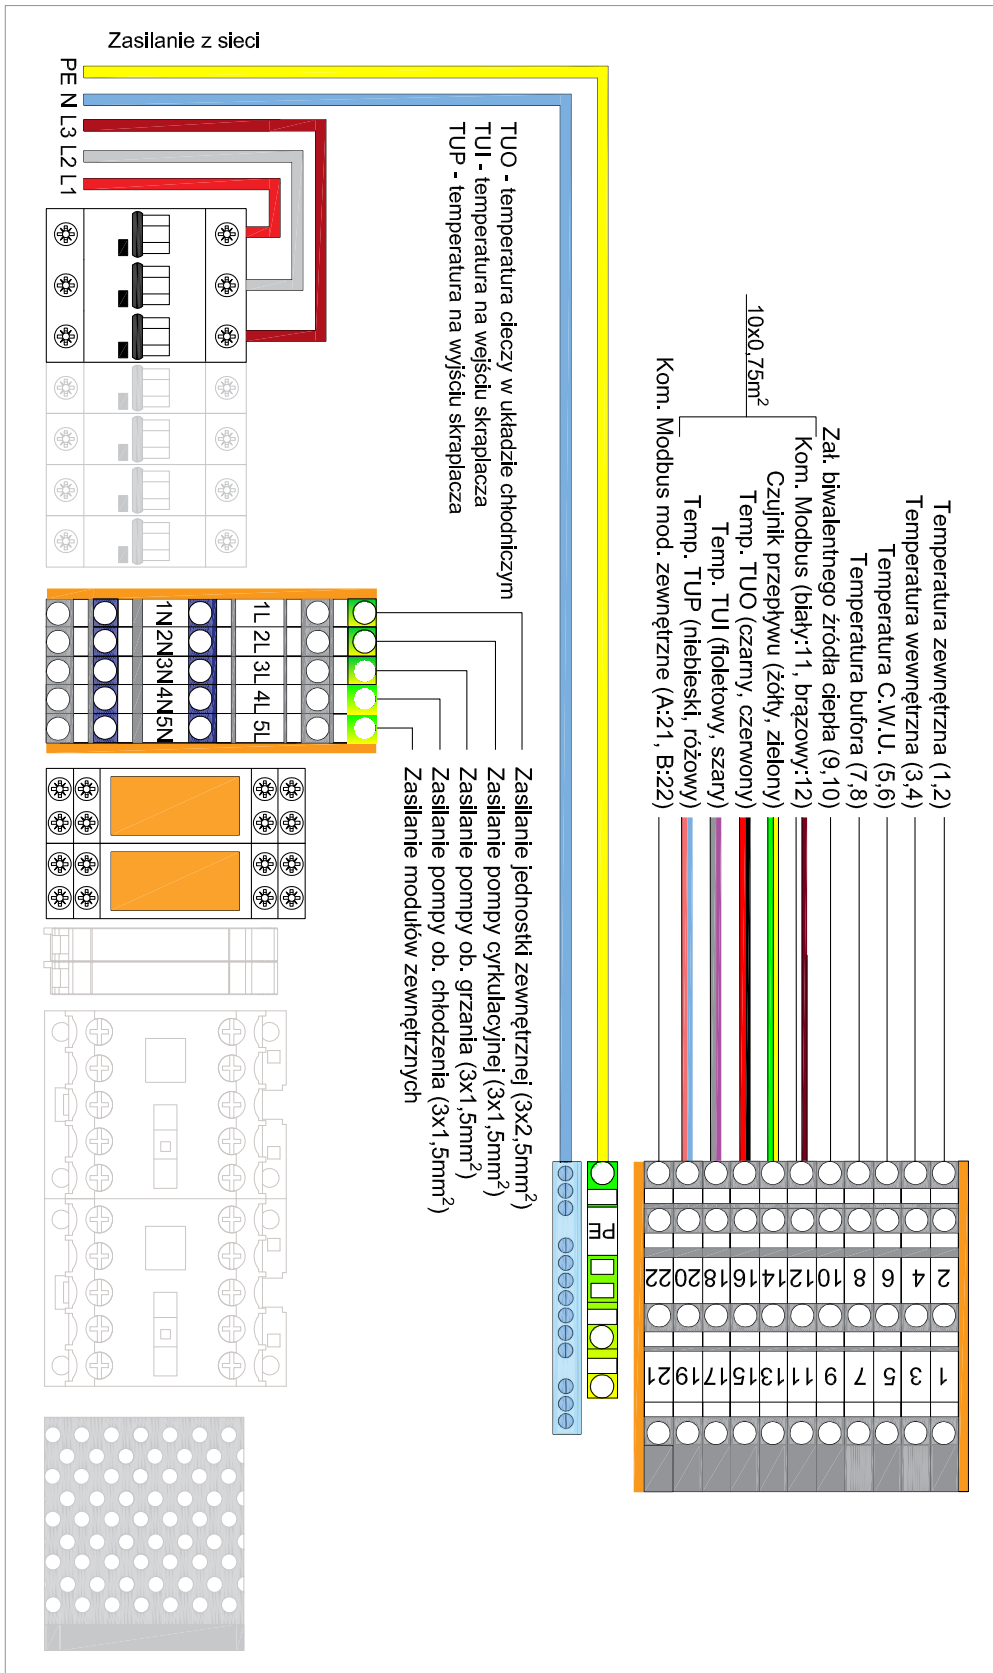 Zasilanie z sieci
PE
N
L3
L2
L1
TUO - temperatura cieczy w układzie chłodniczym
TUI - temperatura na wejściu skraplacza
TUP - temperatura na wyjściu skraplacza
10x0,75m²
Temperatura zewnętrzna (1,2)
Temperatura wewnętrzna (3,4)
Temperatura C.W.U. (5,6)
Temperatura bufora (7,8)
Zał. biwalentnego źródła ciepła (9,10)
Kom. Modbus (biały:11, brązowy:12)
Czujnik przepływu (żółty, zielony)
Temp. TUO (czarny, czerwony)
Temp. TUI (fioletowy, szary)
Temp. TUP (niebieski, różowy)
Kom. Modbus mod. zewnętrzne (A:21, B:22)
1N 2N 3N 4N 5N
1L 2L 3L 4L 5L
Zasilanie jednostki zewnętrznej (3x2,5mm²)
Zasilanie pompy cyrkulacyjnej (3x1,5mm²)
Zasilanie pompy ob. grzania (3x1,5mm²)
Zasilanie pompy ob. chłodzenia (3x1,5mm²)
Zasilanie modułów zewnętrznych
PE
22 20 18 16 14 12 10 8 6 4 2
21 19 17 15 13 11 9 7 5 3 1